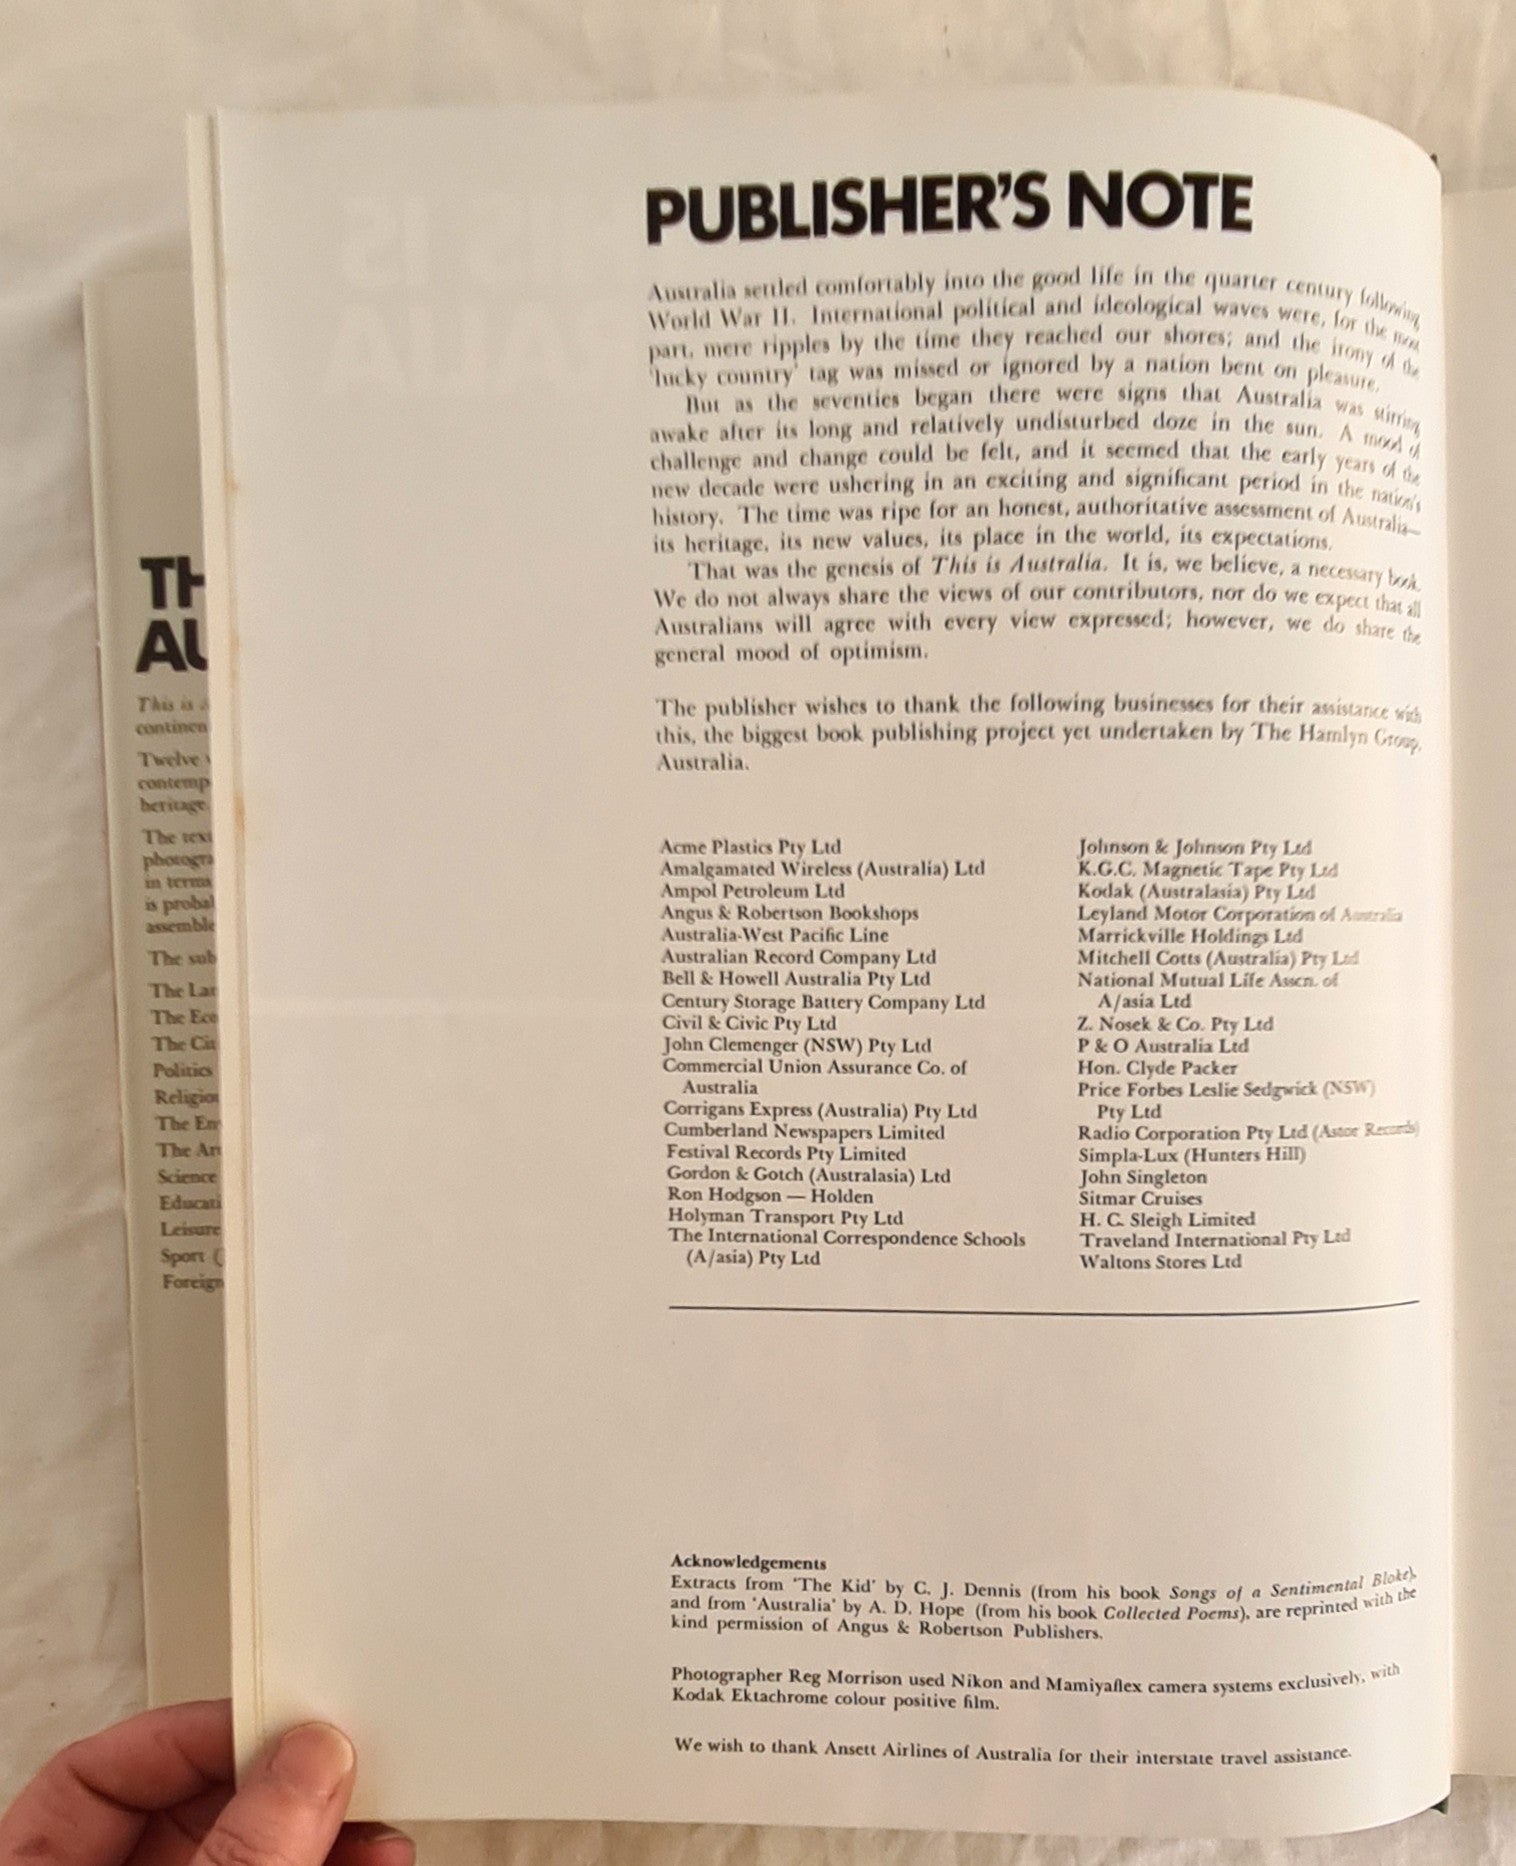 PUBLISHER'S NOTE
Australia settled comfortably into the good life in the quarter century following
World War II. International political and ideological waves were, for the most
part, mere ripples by the time they reached our shores; and the irony of the
'lucky country' tag was missed or ignored by a nation bent on pleasure.
But as the seventies began there were signs that Australia was stirring
awake after its long and relatively undisturbed doze in the sun. A mood of
challenge and change could be felt, and it seemed that the early years of the
new decade were ushering in an exciting and significant period in the nation's
history. The time was ripe for an honest, authoritative assessment of Australia—
its heritage, its new values, its place in the world, its expectations.
That was the genesis of This is Australia. It is, we believe, a necessary book.
We do not always share the views of our contributors, nor do we expect that all
Australians will agree with every view expressed; however, we do share the
general mood of optimism.
The publisher wishes to thank the following businesses for their assistance with
this, the biggest book publishing project yet undertaken by The Hamlyn Group,
Australia.
Acme Plastics Pty Ltd
Amalgamated Wireless (Australia) Ltd
Ampol Petroleum Ltd
Angus & Robertson Bookshops
Australia-West Pacific Line
Australian Record Company Ltd
Bell & Howell Australia Pty Ltd
Century Storage Battery Company Ltd
Civil & Civic Pty Ltd
John Clemenger (NSW) Pty Ltd
Commercial Union Assurance Co. of
Australia
Corrigans Express (Australia) Pty Ltd
Cumberland Newspapers Limited
Festival Records Pty Limited
Gordon & Gotch (Australasia) Ltd
Ron Hodgson — Holden
Holyman Transport Pty Ltd
The International Correspondence Schools
(A/asia) Pty Ltd
Johnson & Johnson Pty Ltd
K.G.C. Magnetic Tape Pty Ltd
Kodak (Australasia) Pty Ltd
Leyland Motor Corporation of Australia
Marrickville Holdings Ltd
Mitchell Cotts (Australia) Pty Ltd
National Mutual Life Asscn. of
A/asia Ltd
Z. Nosek & Co. Pty Ltd
P & O Australia Ltd
Hon. Clyde Packer
Price Forbes Leslie Sedgwick (NSW)
Pty Ltd
Radio Corporation Pty Ltd (Astor Records)
Simpla-Lux (Hunters Hill)
John Singleton
Sitmar Cruises
H. C. Sleigh Limited
Traveland International Pty Ltd
Waltons Stores Ltd
Acknowledgements
Extracts from 'The Kid' by C. J. Dennis (from his book Songs of a Sentimental Bloke),
and from 'Australia' by A. D. Hope (from his book Collected Poems), are reprinted with the
kind permission of Angus & Robertson Publishers.
Photographer Reg Morrison used Nikon and Mamiyaflex camera systems exclusively, with
Kodak Ektachrome colour positive film.
We wish to thank Ansett Airlines of Australia for their interstate travel assistance.
This is
Twelve
heritage.
The
in terms
The
The
The
The
Politics
The
The
Science
Leisure
Sport